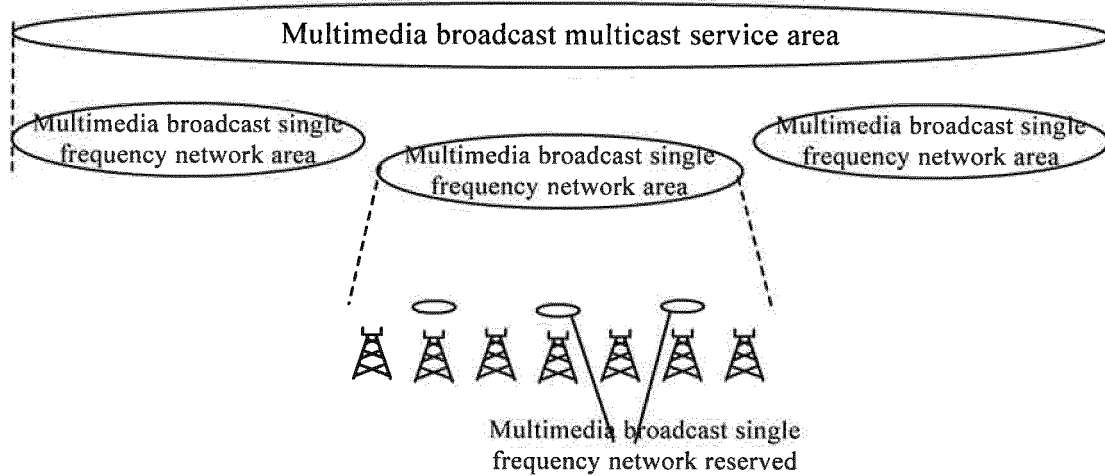 Multimedia broadcast multicast service area
Multimedia broadcast single
frequency network area
Multimedia broadcast single
frequency network area
Multimedia broadcast single
frequency network area
Multimedia broadcast single
frequency network reserved